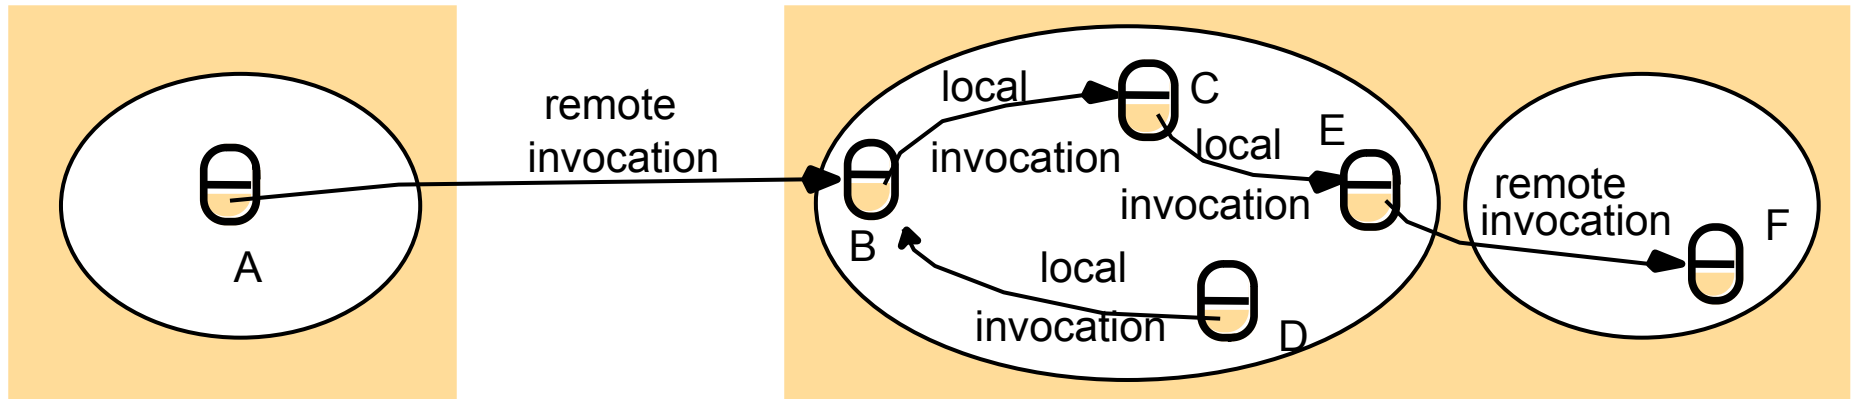 remote
invocation
A
local
invocation
C
local
invocation
E
B
local
invocation
D
remote
invocation
F